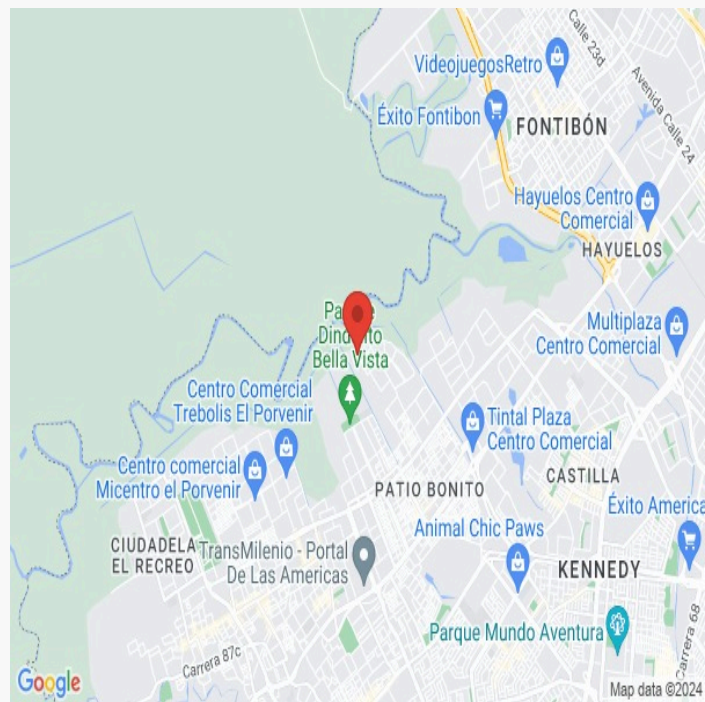 Calle 23d
VideojuegosRetro
Avenida Calle 24
Éxito Fontibon
FONTIBÓN
Hayuelos Centro
Comercial
HAYUELOS
Bella Vista
Multiplaza
Centro Comercial
Centro Comercial
Trebolis El Porvenir
Tintal Plaza
Centro Comercial
Centro comercial
Micentro el Porvenir
PATIO BONITO
CASTILLA
Éxito America
CIUDADELA
EL RECREO
TransMilenio - Portal
De Las Americas
Animal Chic Paws
KENNEDY
Parque Mundo Aventura
Carrera 87c
Carrera 68
Google
Map data ©2024